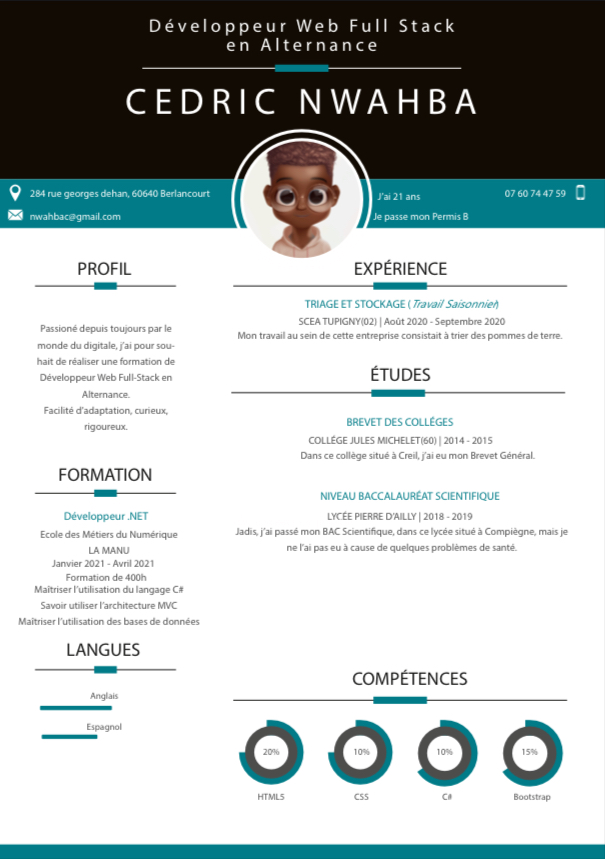 Développeur Web Full Stack
en Alternance
CEDRIC NWAHBA
284 rue georges dehan, 60640 Berlancourt
nwahbac@gmail.com
J'ai 21 ans
Je passe mon Permis B
07 60 74 47 59
PROFIL
Passioné depuis toujours par le
monde du digitale, j'ai pour sou-
hait de réaliser une formation de
Développeur Web Full-Stack en
Alternance.
Facilité d'adaptation, curieux,
rigoureux.
FORMATION
Développeur .NET
Ecole des Métiers du Numérique
LA MANU
Janvier 2021 - Avril 2021
Formation de 400h
Maîtriser l'utilisation du langage C#
Savoir utiliser l'architecture MVC
Maîtriser l'utilisation des bases de données
LANGUES
Anglais
Espagnol
EXPÉRIENCE
TRIAGE ET STOCKAGE (Travail Saisonnier)
SCEA TUPIGNY(02) | Août 2020 - Septembre 2020
Mon travail au sein de cette entreprise consistait à trier des pommes de terre.
ÉTUDES
BREVET DES COLLÉGES
COLLÉGE JULES MICHELET(60) | 2014 - 2015
Dans ce collège situé à Creil, j'ai eu mon Brevet Général.
NIVEAU BACCALAURÉAT SCIENTIFIQUE
LYCÉE PIERRE D'AILLY | 2018 - 2019
Jadis, j'ai passé mon BAC Scientifique, dans ce lycée situé à Compiègne, mais je
ne l'ai pas eu à cause de quelques problèmes de santé.
COMPÉTENCES
20% 10% 10% 15%
HTML5 CSS C# Bootstrap